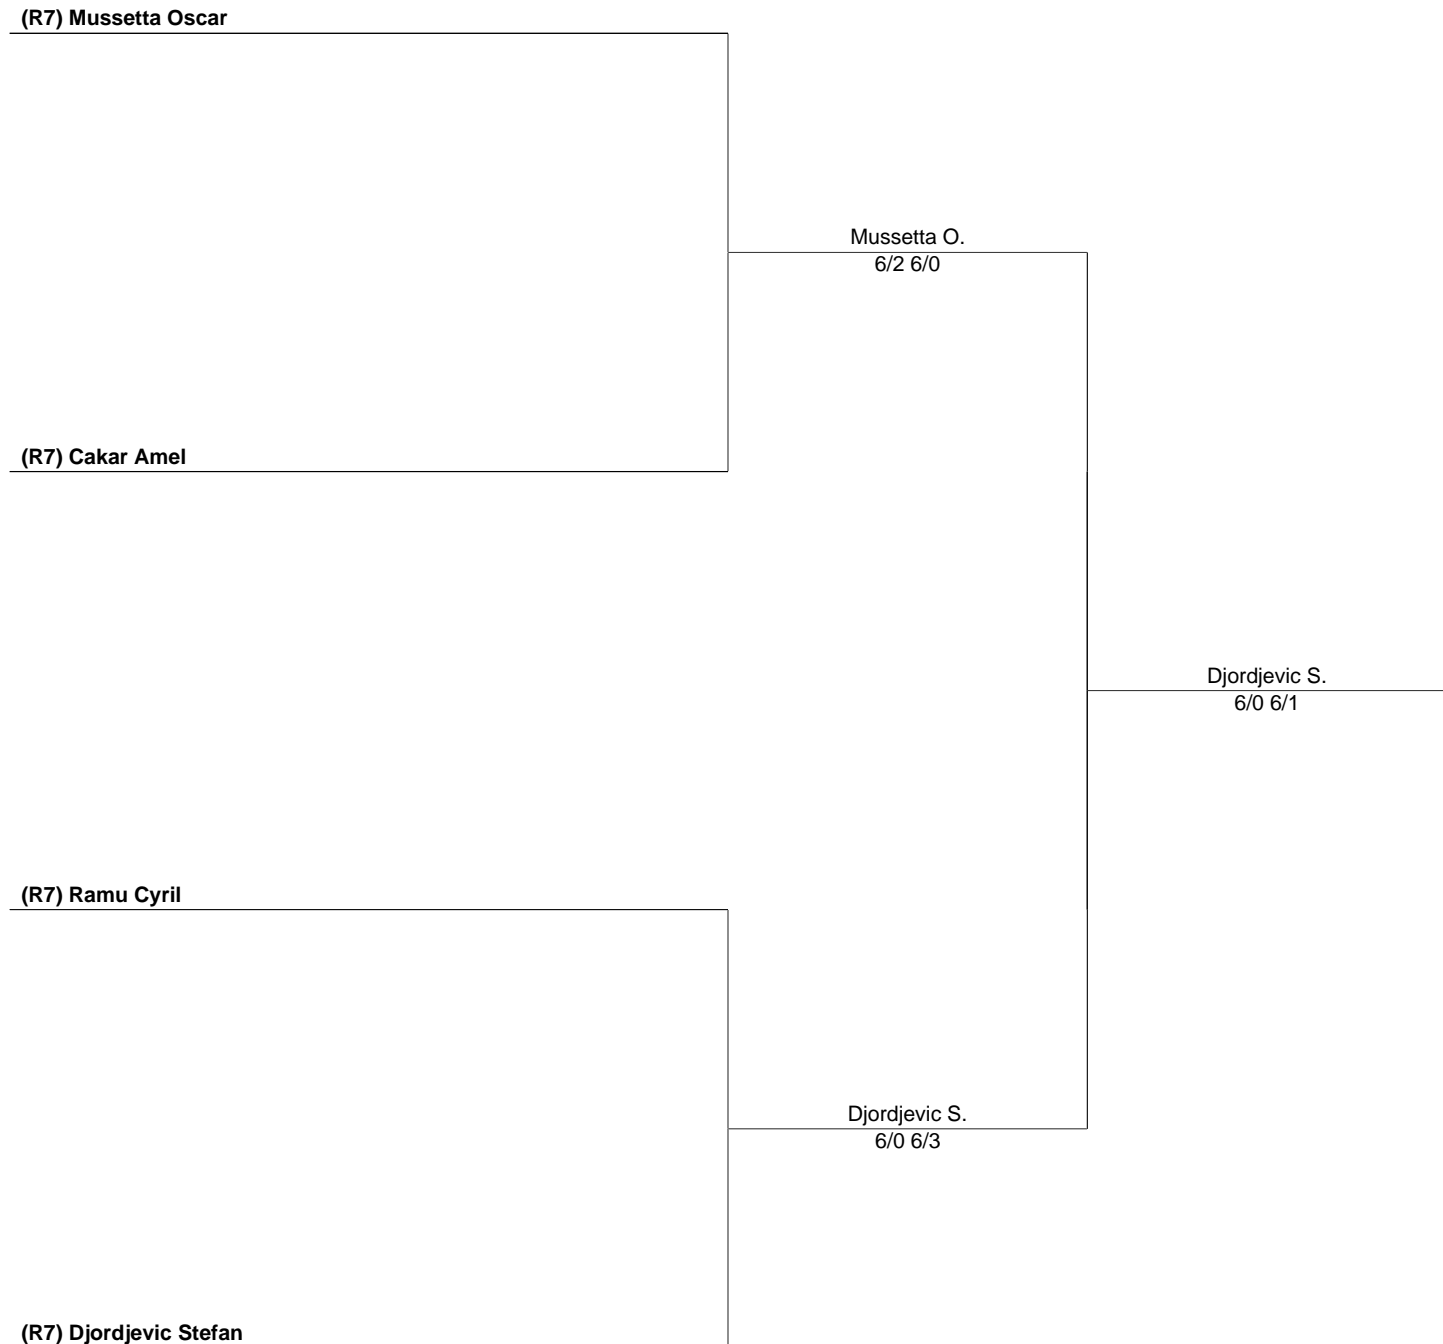 (R7) Mussetta Oscar
Mussetta O.
6/2 6/0
(R7) Cakar Amel
Djordjevic S.
6/0 6/1
(R7) Ramu Cyril
Djordjevic S.
6/0 6/3
(R7) Djordjevic Stefan